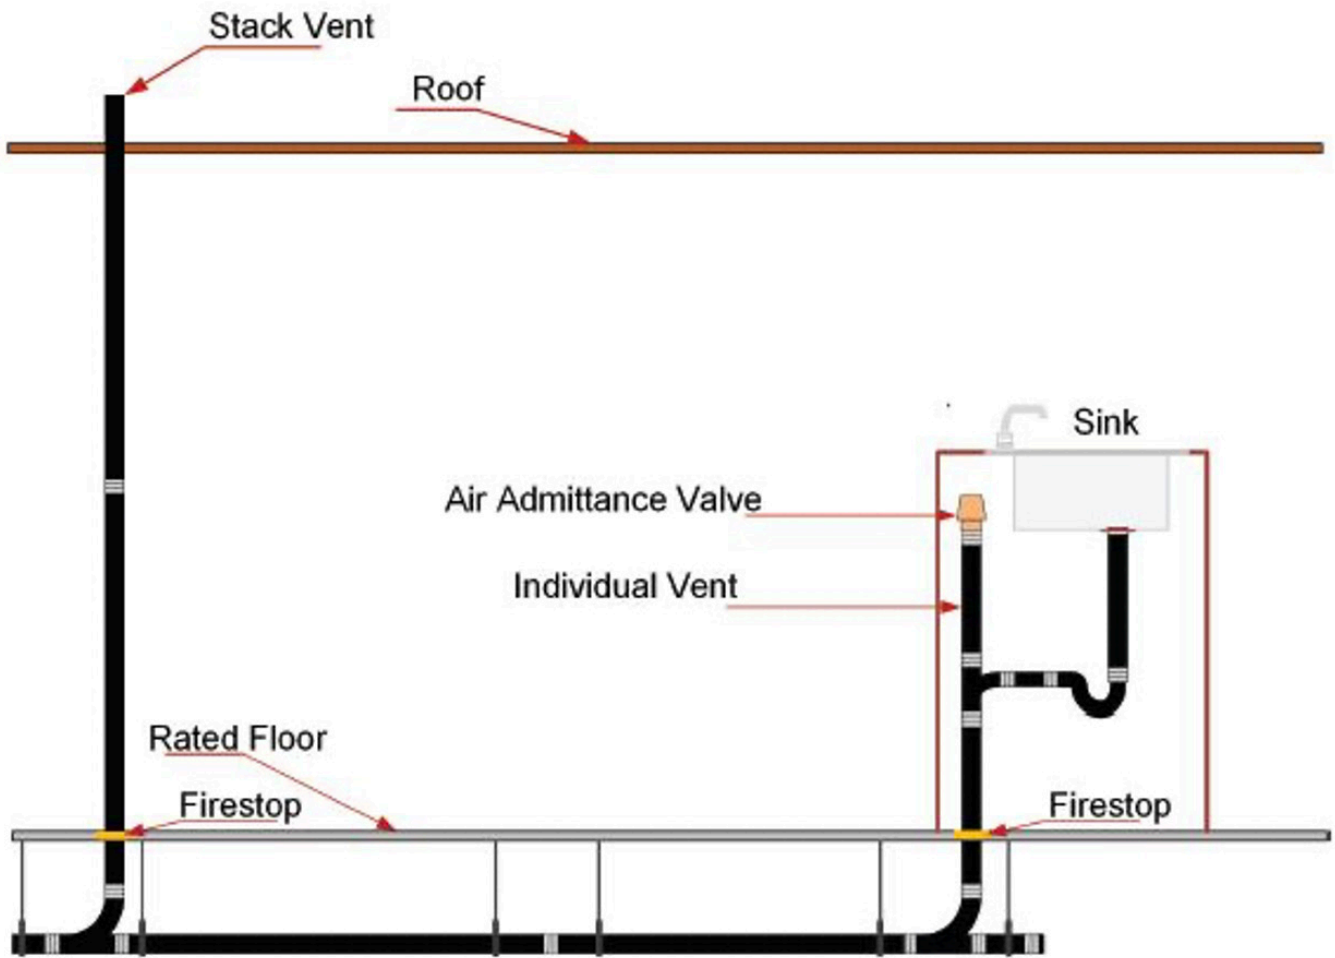 Stack Vent
Roof
Sink
Air Admittance Valve
Individual Vent
Rated Floor
Firestop
Firestop